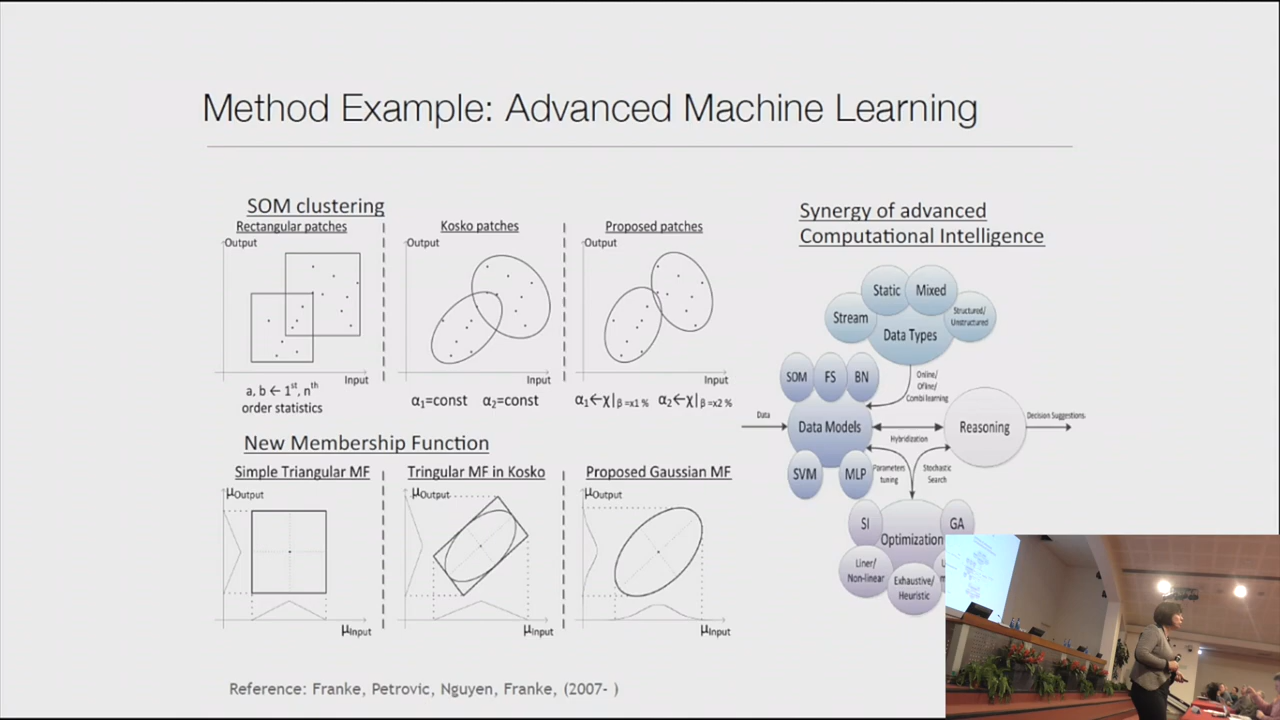 Method Example: Advanced Machine Learning
SOM clustering
Rectangular patches
Kosko patches
Proposed patches
Output
Output
Output
Input
Input
Input
a, b ← 1st, nth
order statistics
α1=const α2=const
α1←χ|β=x1 % α2←χ|β=x2 %
New Membership Function
Simple Triangular MF
Tringular MF in Kosko
Proposed Gaussian MF
μOutput
μOutput
μOutput
μInput
μInput
μInput
Reference: Franke, Petrovic, Nguyen, Franke, (2007- )
Synergy of advanced
Computational Intelligence
Static
Mixed
Stream
Structured/
Unstructured
Data Types
SOM
FS
BN
Online/
Ofline/
Combi learning
Data
Data Models
Hybridization
Reasoning
Decision Suggestions
SVM
MLP
Parameters
tuning
Stochastic
Search
SI
GA
Optimization
Liner/
Non-linear
Exhaustive/
Heuristic